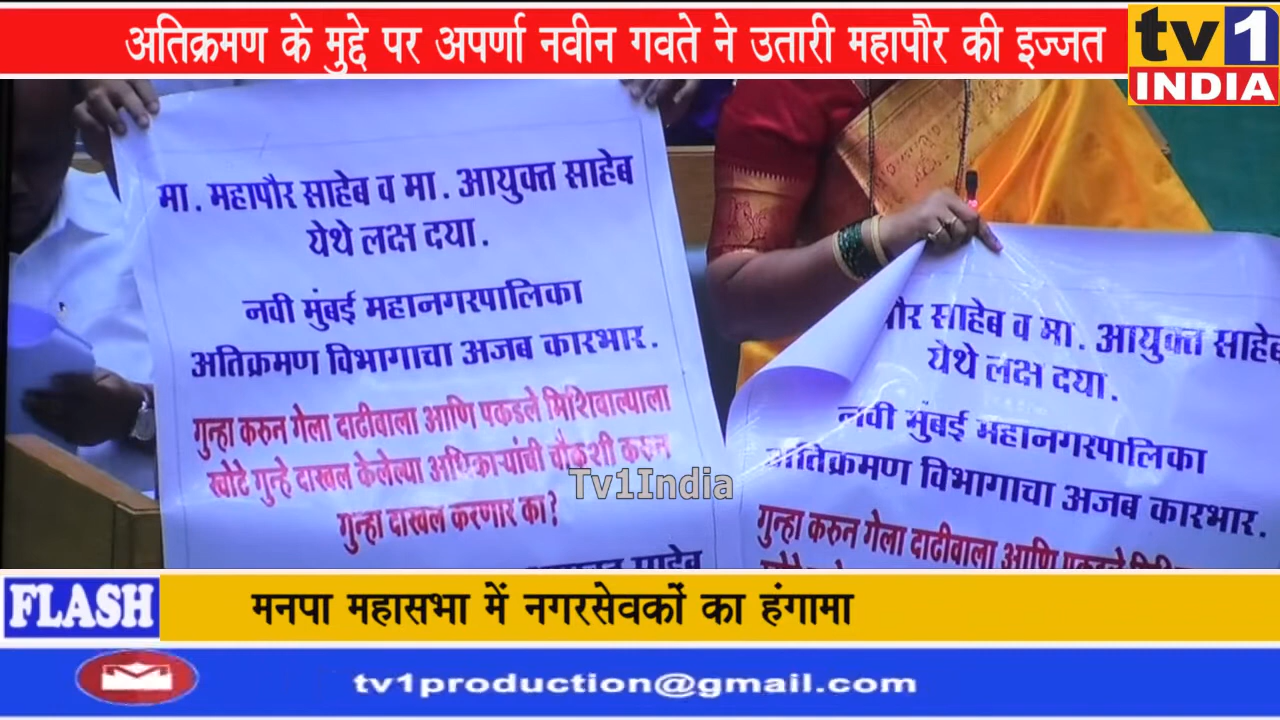 अतिक्रमण के मुद्दे पर अपर्णा नवीन गवते ने उतारी महापौर की इज्जत
tv1
INDIA
मा. महापौर साहेब व मा. आयुक्त साहेब
येथे लक्ष दया.
नवी मुंबई महानगरपालिका
अतिक्रमण विभागाचा अजब कारभार.
गुन्हा करुन गेला दाढीवाला आणि पकडले मिशिवाल्याला
खोटे गुन्हे दाखल केलेल्या अधिकाऱ्यांची चौकशी करुन
गुन्हा दाखल करणार का?
साहेब
पौर साहेब व मा. आयुक्त साहेब
येथे लक्ष दया.
नवी मुंबई महानगरपालिका
अतिक्रमण विभागाचा अजब कारभार.
गुन्हा करुन गेला दाढीवाला आणि
Tv1India
FLASH
मनपा महासभा में नगरसेवकों का हंगामा
tv1production@gmail.com